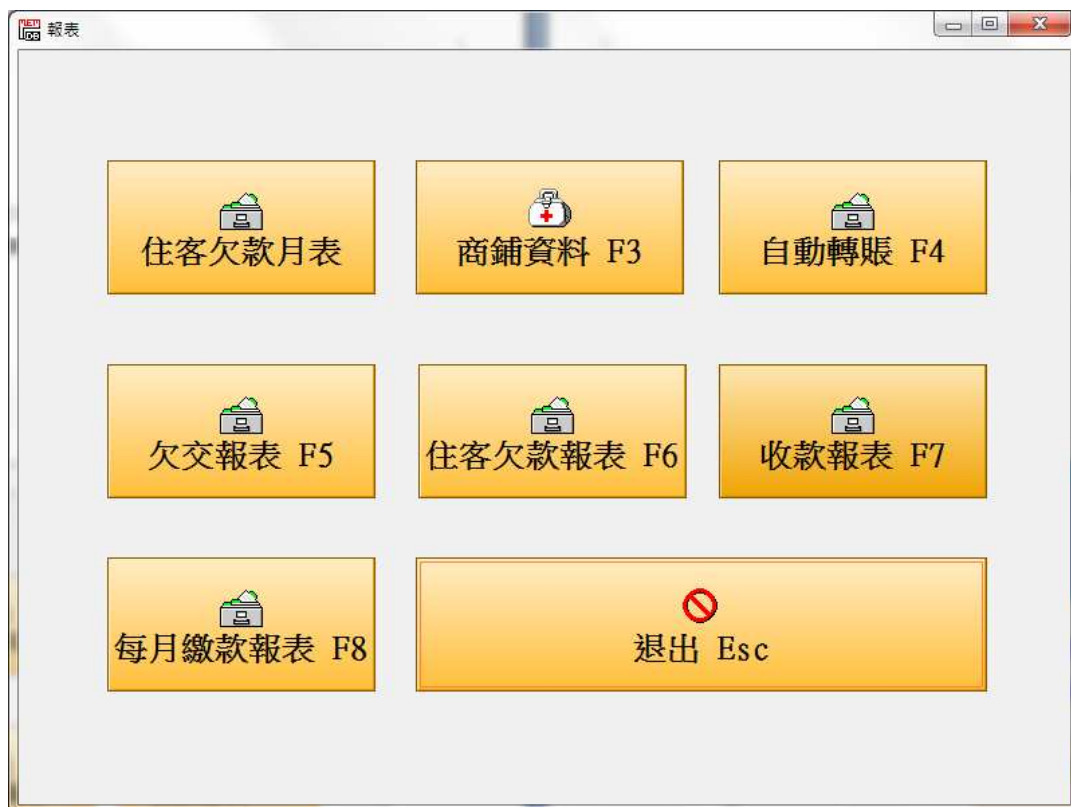 報表
住客欠款月表
商鋪資料 F3
自動轉賬 F4
欠交報表 F5
住客欠款報表 F6
收款報表 F7
每月繳款報表 F8
退出 Esc